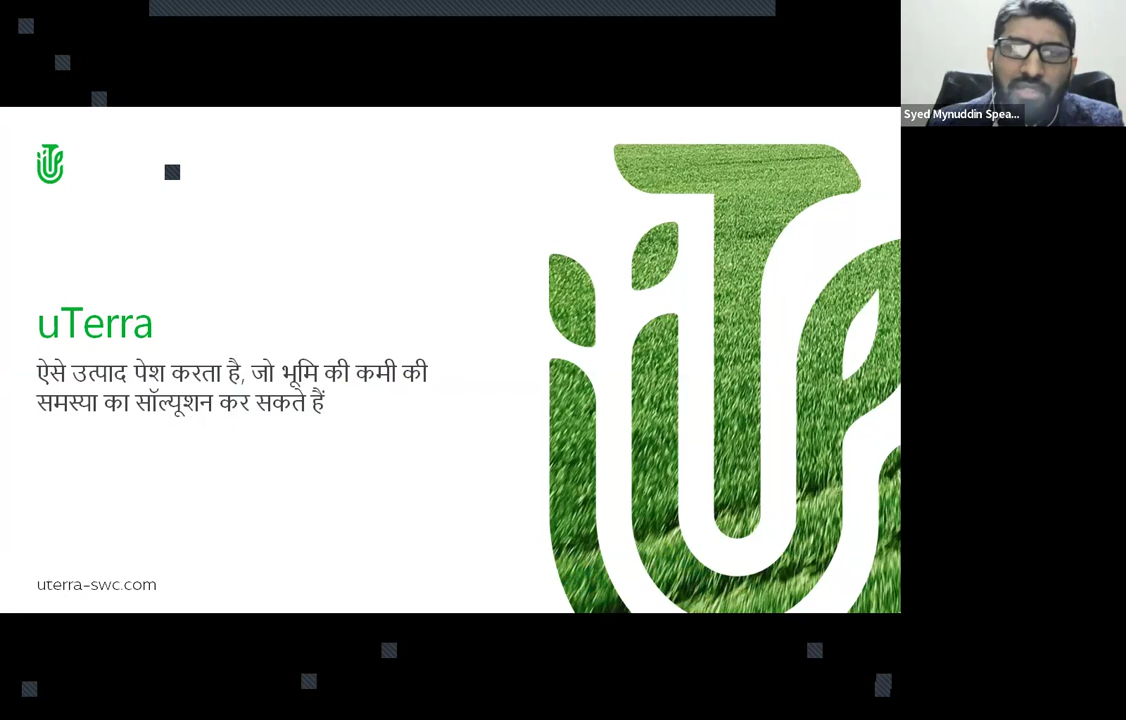 Syed Mynuddin Spea...
uTerra
ऐसे उत्पाद पेश करता है, जो भूमि की कमी की
समस्या का सॉल्यूशन कर सकते हैं
uterra-swc.com